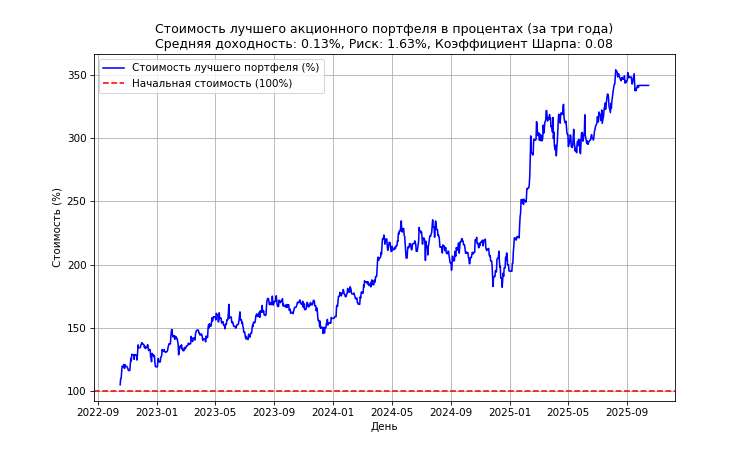 Стоимость лучшего акционного портфеля в процентах (за три года)
Средняя доходность: 0.13%, Риск: 1.63%, Коэффициент Шарпа: 0.08
Стоимость лучшего портфеля (%)
Начальная стоимость (100%)
Стоимость (%)
350
300
250
200
150
100
2022-09 2023-01 2023-05 2023-09 2024-01 2024-05 2024-09 2025-01 2025-05 2025-09
День